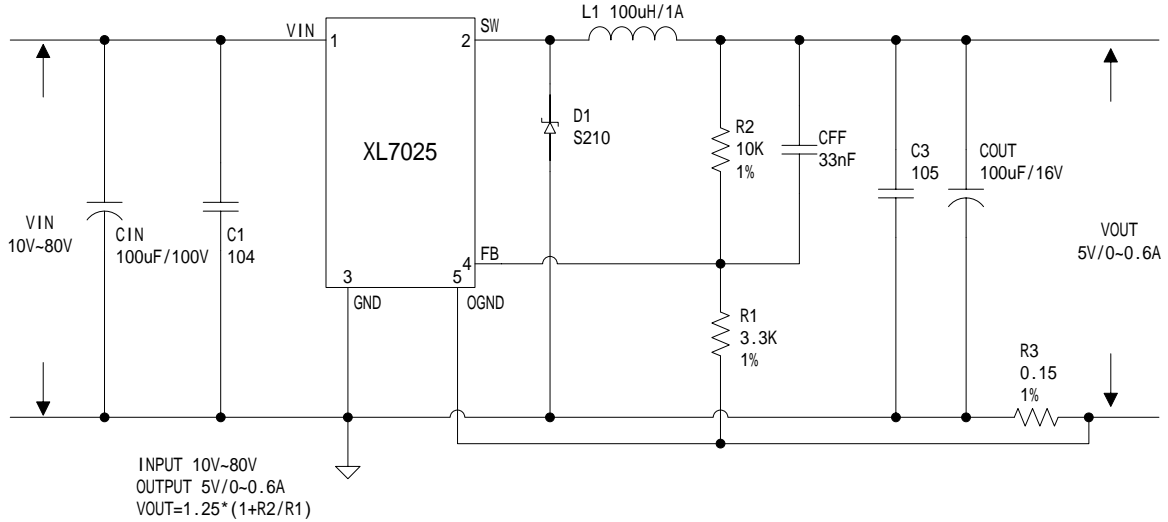 L1 100uH/1A
VIN
1
2
SW
XL7025
D1
S210
R2
10K
1%
CFF
33nF
C3
105
COUT
100uF/16V
VIN
10V~80V
CIN
100uF/100V
C1
104
VOUT
5V/0~0.6A
4
FB
3
5
GND
OGND
R1
3.3K
1%
R3
0.15
1%
INPUT 10V~80V
OUTPUT 5V/0~0.6A
VOUT=1.25*(1+R2/R1)